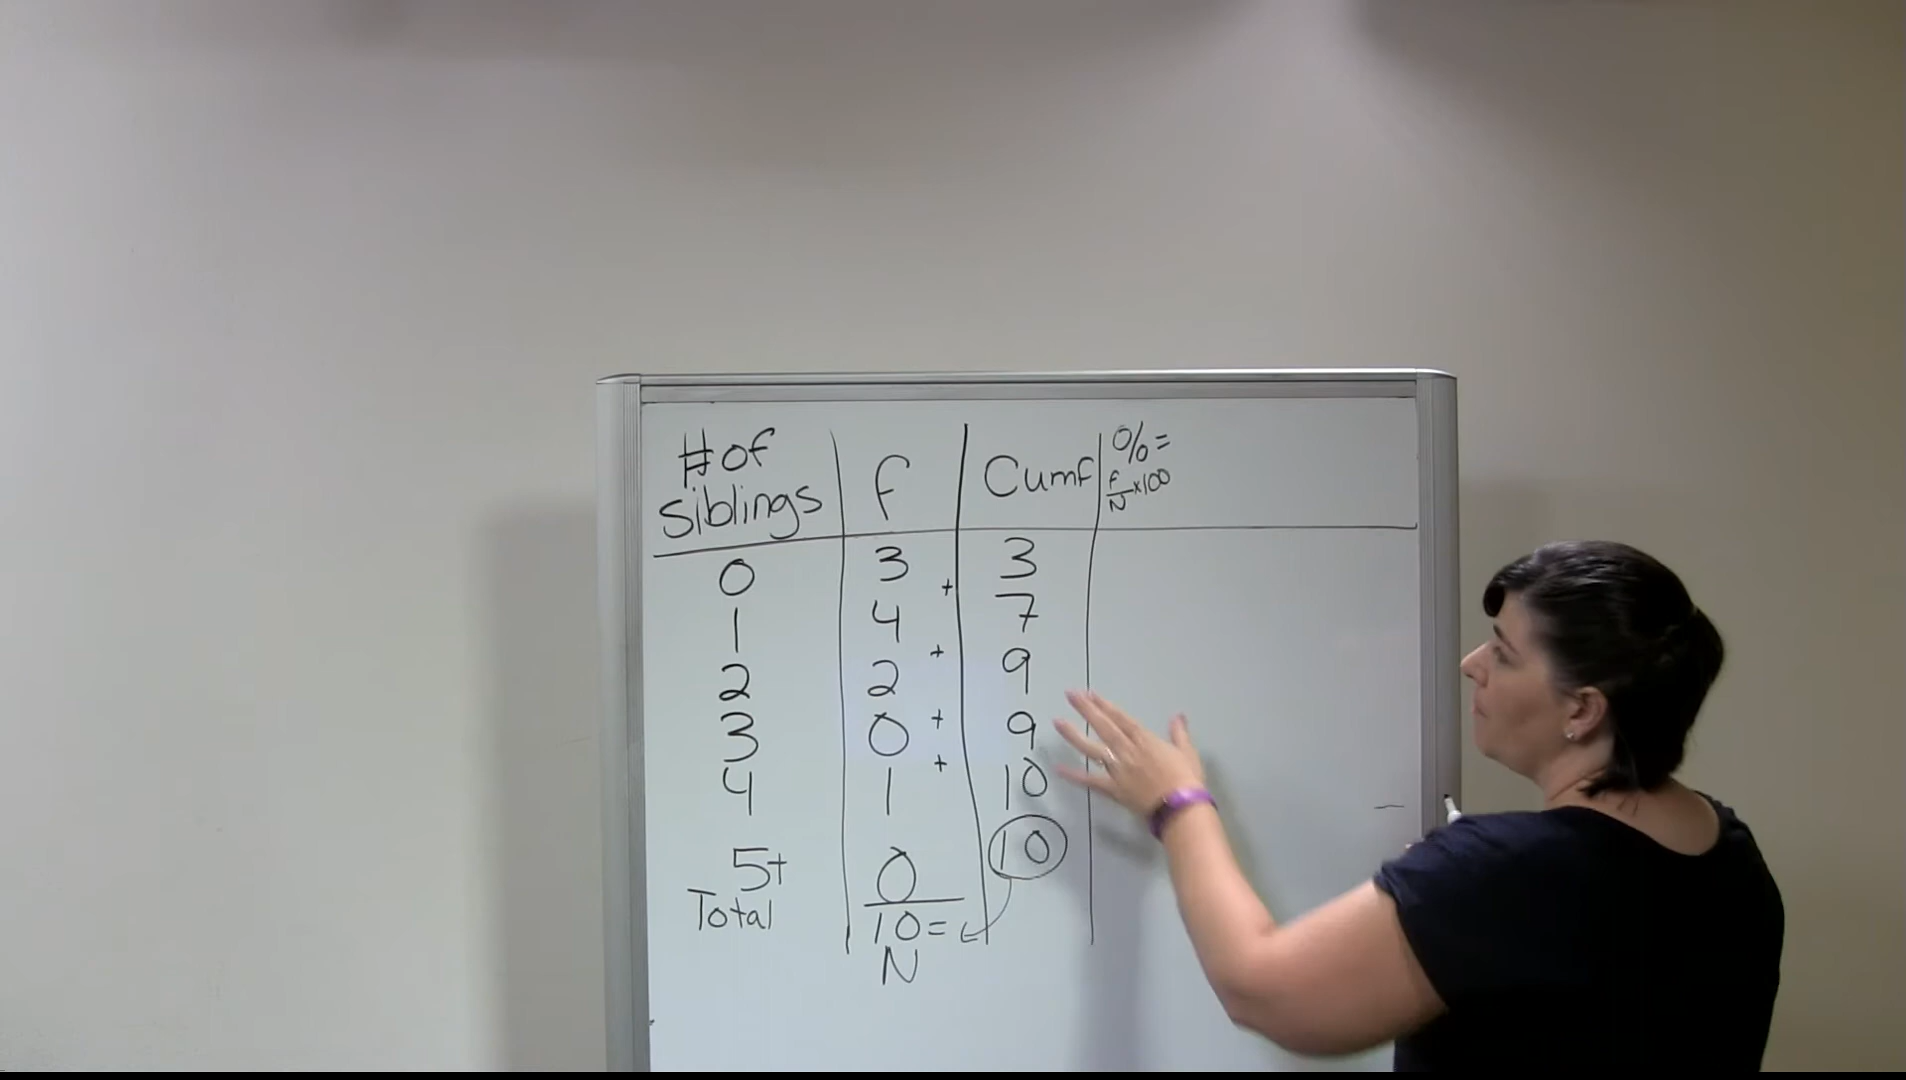 # of siblings f Cumf %= f/N ×100
0 3 3
+
1 4 7
+
2 2 9
+
3 0 9
+
4 1 10
5+ 0 10
Total 10=
N